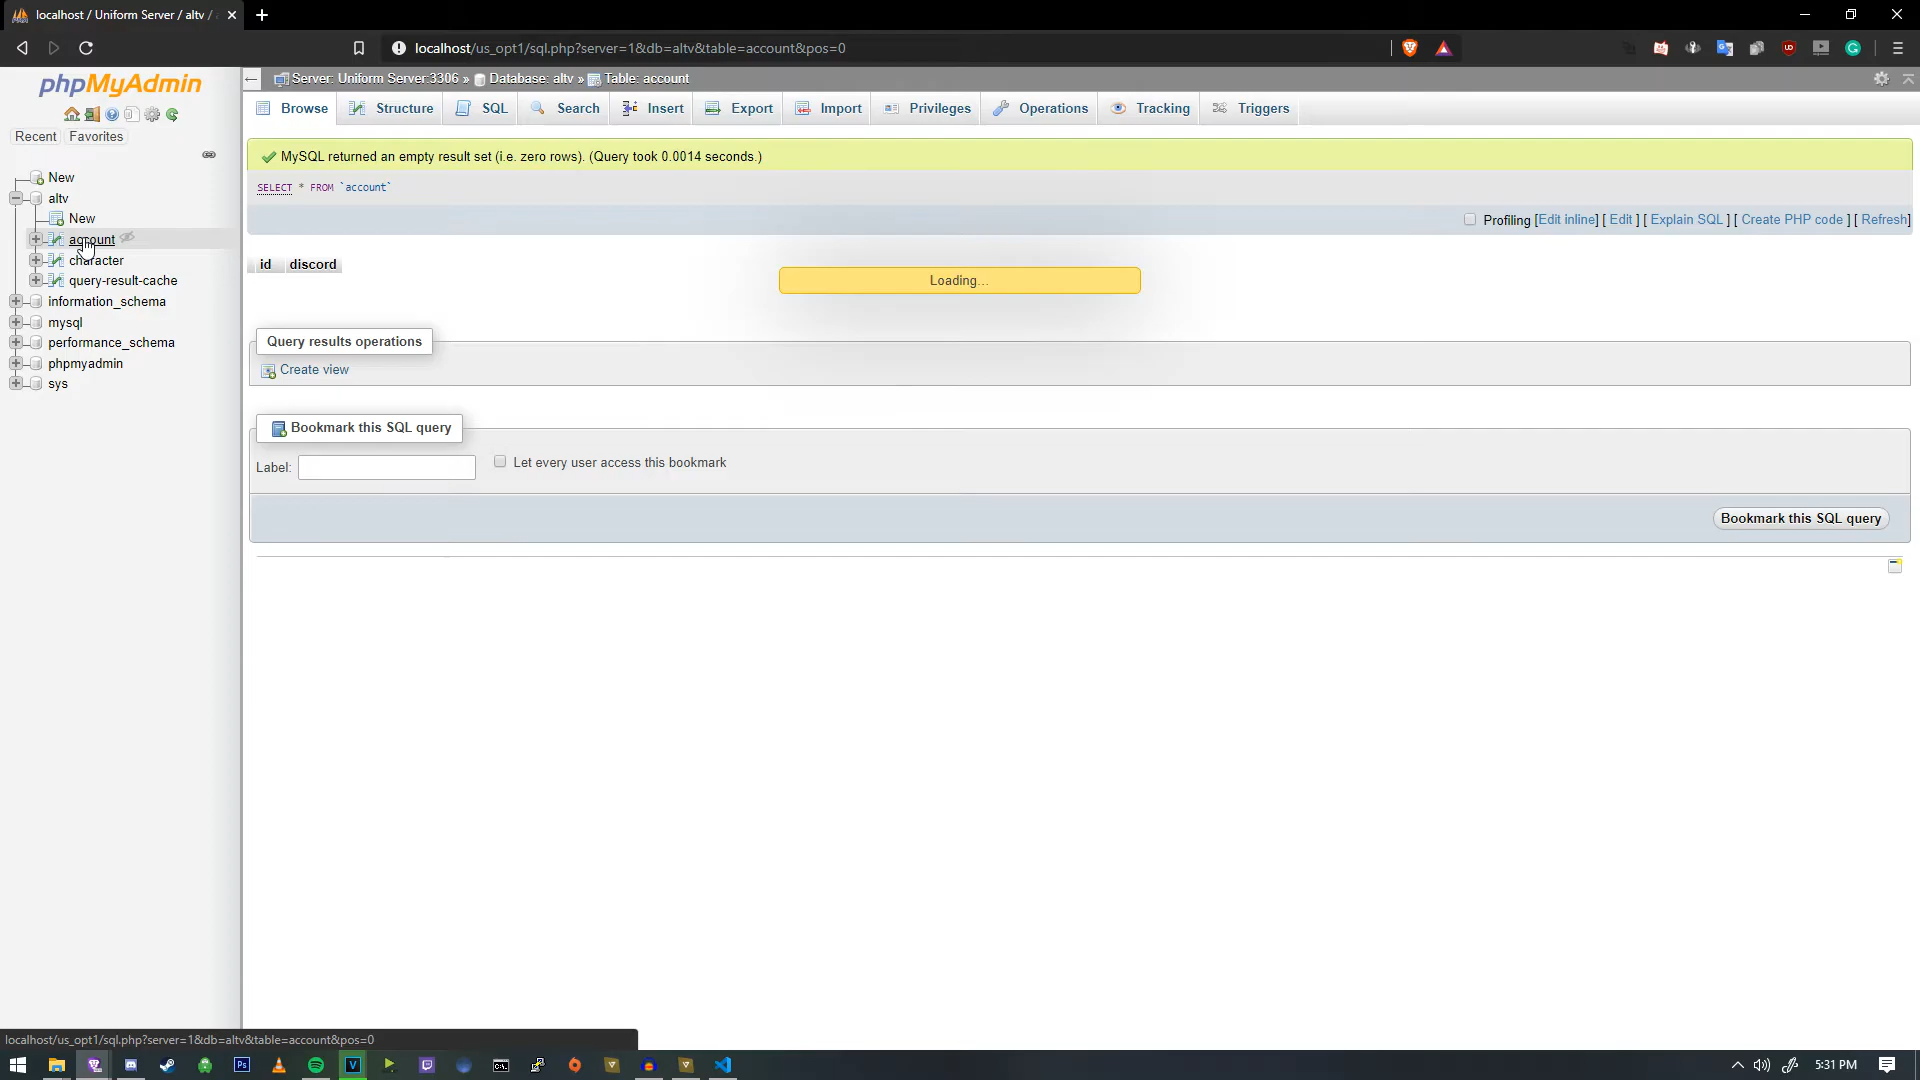 localhost / Uniform Server / altv /
localhost/us_opt1/sql.php?server=1&db=altv&table=account&pos=0
phpMyAdmin
Recent Favorites
New
altv
New
account
character
query-result-cache
information_schema
mysql
performance_schema
phpmyadmin
sys
Server: Uniform Server:3306 » Database: altv » Table: account
Browse Structure SQL Search Insert Export Import Privileges Operations Tracking Triggers
MySQL returned an empty result set (i.e. zero rows). (Query took 0.0014 seconds.)
SELECT * FROM `account`
Profiling [Edit inline] [ Edit ] [ Explain SQL ] [ Create PHP code ] [ Refresh]
id discord
Loading...
Query results operations
Create view
Bookmark this SQL query
Label: Let every user access this bookmark
Bookmark this SQL query
localhost/us_opt1/sql.php?server=1&db=altv&table=account&pos=0
5:31 PM